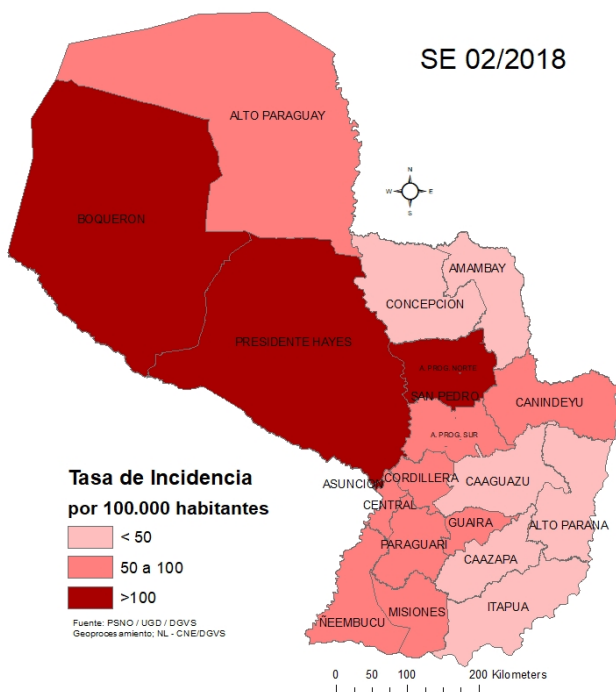 SE 02/2018
ALTO PARAGUAY
N
W E
S
BOQUERON
AMAMBAY
CONCEPCIÓN
PRESIDENTE HAYES
A. PROG. NORTE
SAN PEDRO
CANINDEYU
A. PROG. SUR
ASUNCION
CORDILLERA
CAAGUAZU
CENTRAL
GUAIRA
ALTO PARANA
PARAGUARI
CAAZAPA
ITAPUA
MISIONES
ÑEEMBUCU
Tasa de Incidencia
por 100.000 habitantes
< 50
50 a 100
>100
Fuente: PSNO / UGD / DGVS
Geoprocesamiento; NL - CNE/DGVS
0 50 100 200 Kilometers